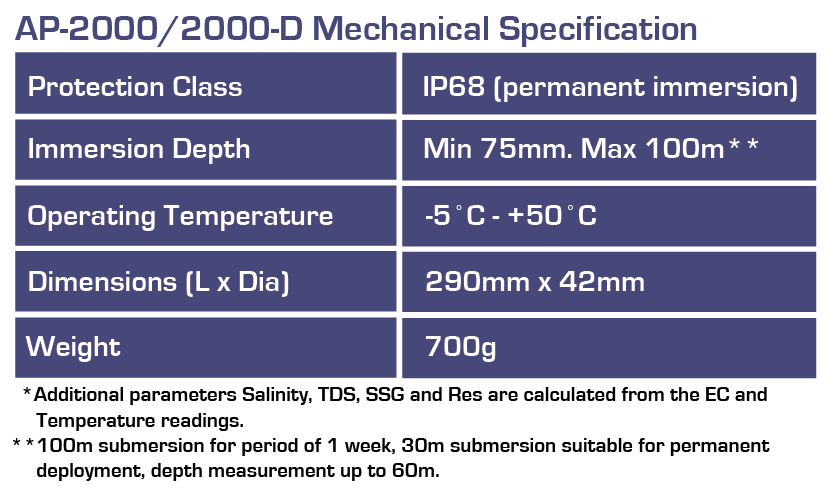 AP-2000/2000-D Mechanical Specification
Protection Class IP68 (permanent immersion)
Immersion Depth Min 75mm. Max 100m**
Operating Temperature -5°C - +50°C
Dimensions (L x Dia) 290mm x 42mm
Weight 700g
*Additional parameters Salinity, TDS, SSG and Res are calculated from the EC and
Temperature readings.
**100m submersion for period of 1 week, 30m submersion suitable for permanent
deployment, depth measurement up to 60m.